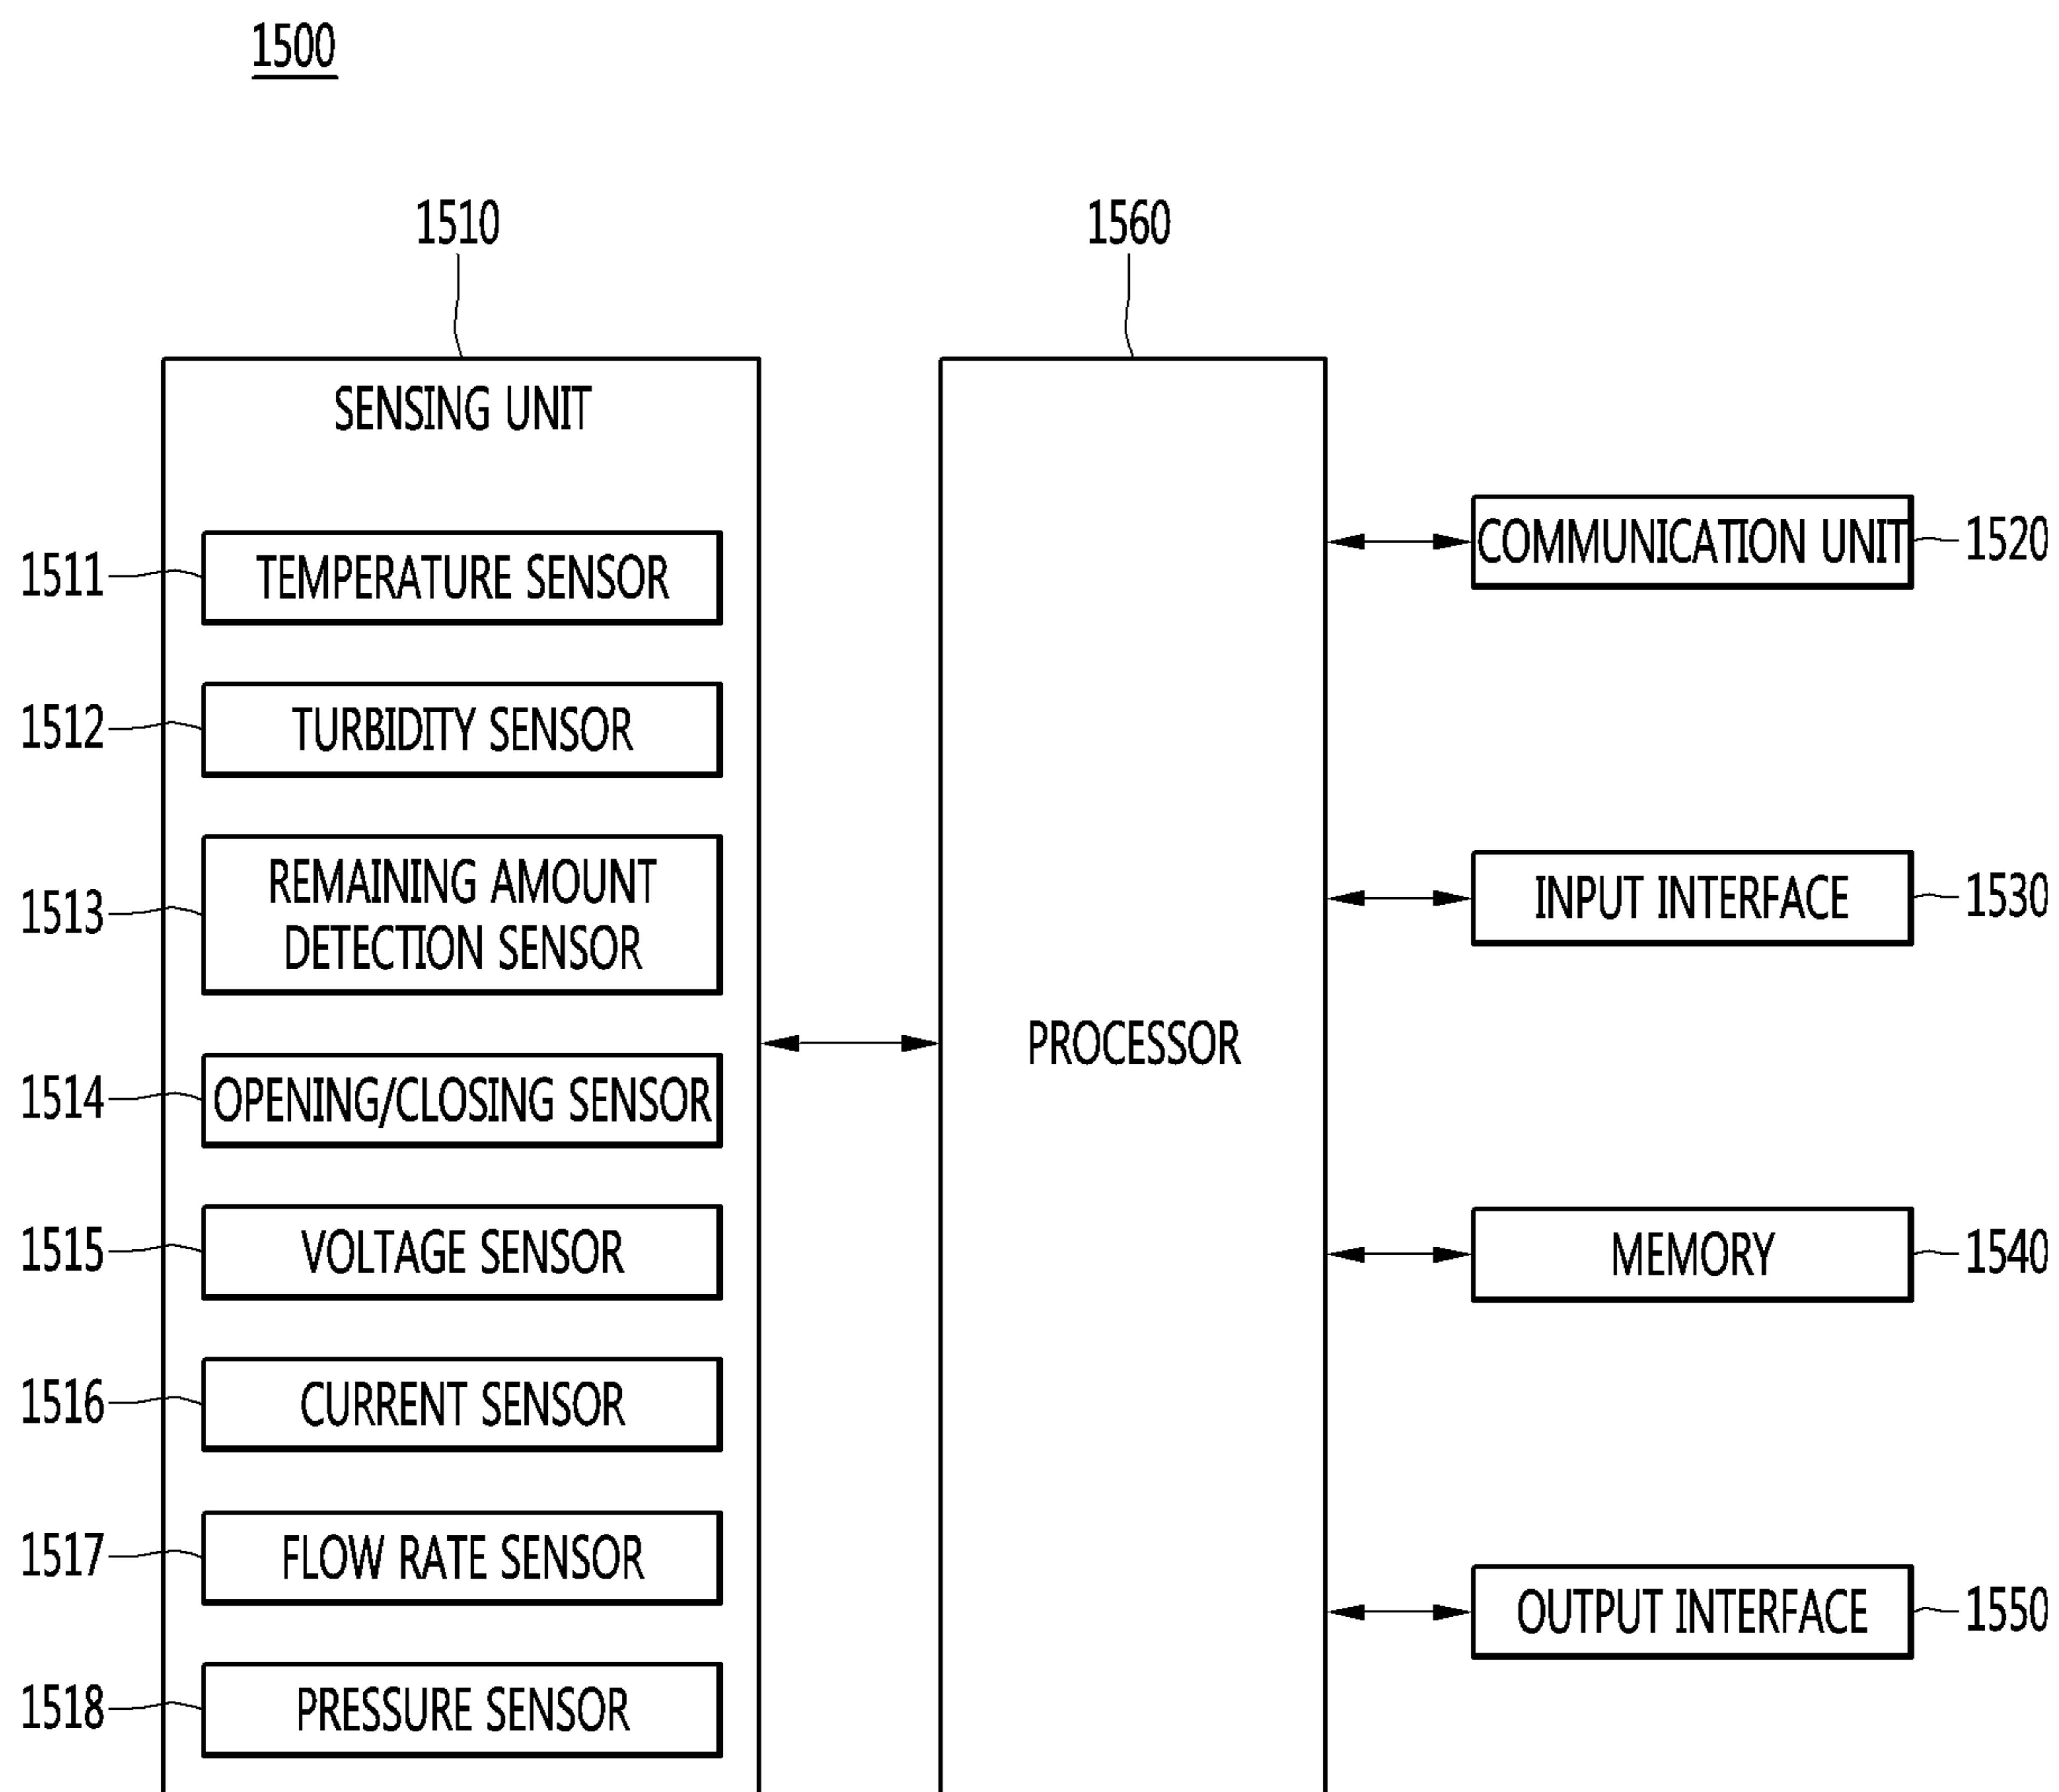 1500
1510
1560
SENSING UNIT
1511
TEMPERATURE SENSOR
1512
TURBIDITY SENSOR
1513
REMAINING AMOUNT
DETECTION SENSOR
1514
OPENING/CLOSING SENSOR
1515
VOLTAGE SENSOR
1516
CURRENT SENSOR
1517
FLOW RATE SENSOR
1518
PRESSURE SENSOR
PROCESSOR
COMMUNICATION UNIT
1520
INPUT INTERFACE
1530
MEMORY
1540
OUTPUT INTERFACE
1550